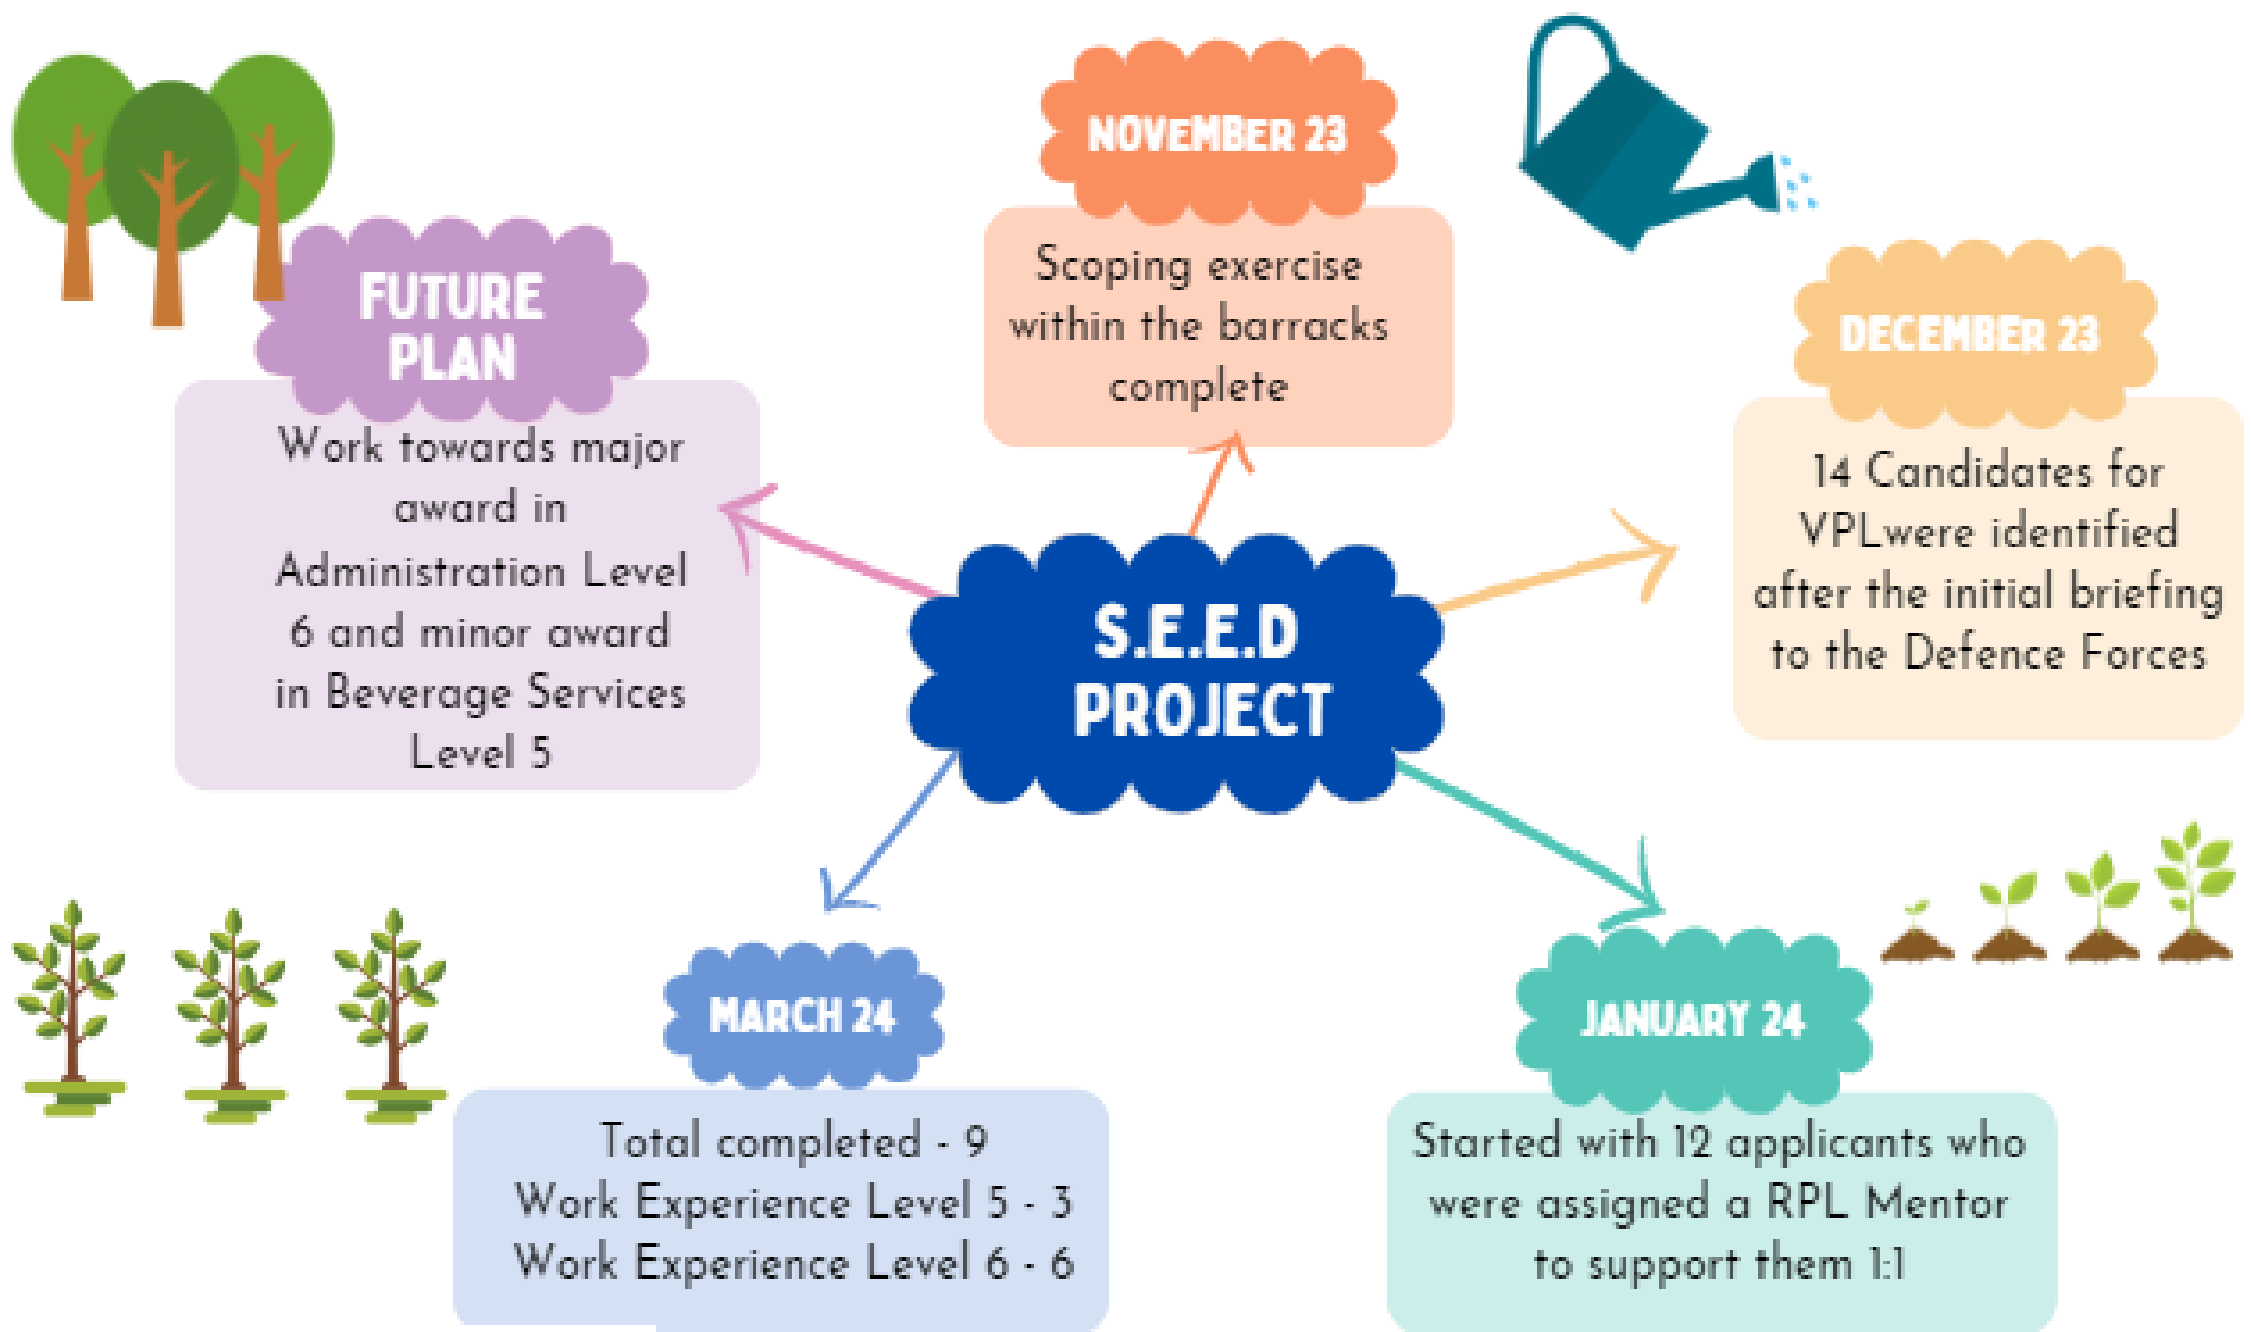 NOVEMBER 23
Scoping exercise
within the barracks
complete
DECEMBER 23
14 Candidates for
VPLwere identified
after the initial briefing
to the Defence Forces
JANUARY 24
Started with 12 applicants who
were assigned a RPL Mentor
to support them 1:1
MARCH 24
Total completed - 9
Work Experience Level 5 - 3
Work Experience Level 6 - 6
FUTURE
PLAN
Work towards major
award in
Administration Level
6 and minor award
in Beverage Services
Level 5
S.E.E.D
PROJECT